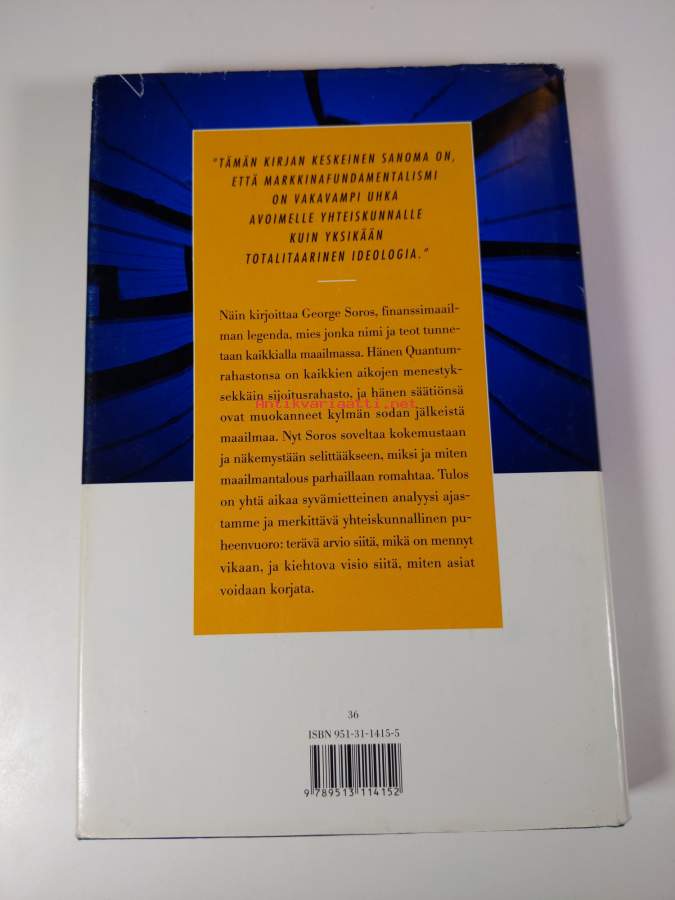 "TÄMÄN KIRJAN KESKEINEN SANOMA ON,
ETTÄ MARKKINAFUNDAMENTALISMI
ON VAKAVAMPI UHKA
AVOIMELLE YHTEISKUNNALLE
KUIN YKSIKÄÄN
TOTALITAARINEN IDEOLOGIA."
Näin kirjoittaa George Soros, finanssimaail-
man legenda, mies jonka nimi ja teot tunne-
taan kaikkialla maailmassa. Hänen Quantum-
rahastonsa on kaikkien aikojen menestyk-
sekkäin sijoitusrahasto, ja hänen säätiönsä
Antikvariaatti.net
ovat muokanneet kylmän sodan jälkeistä
maailmaa. Nyt Soros soveltaa kokemustaan
ja näkemystään selittääkseen, miksi ja miten
maailmantalous parhaillaan romahtaa. Tulos
on yhtä aikaa syvämietteinen analyysi ajas-
tamme ja merkittävä yhteiskunnallinen pu-
heenvuoro: terävä arvio siitä, mikä on mennyt
vikaan, ja kiehtova visio siitä, miten asiat
voidaan korjata.
36
ISBN 951-31-1415-5
9 789513 114152